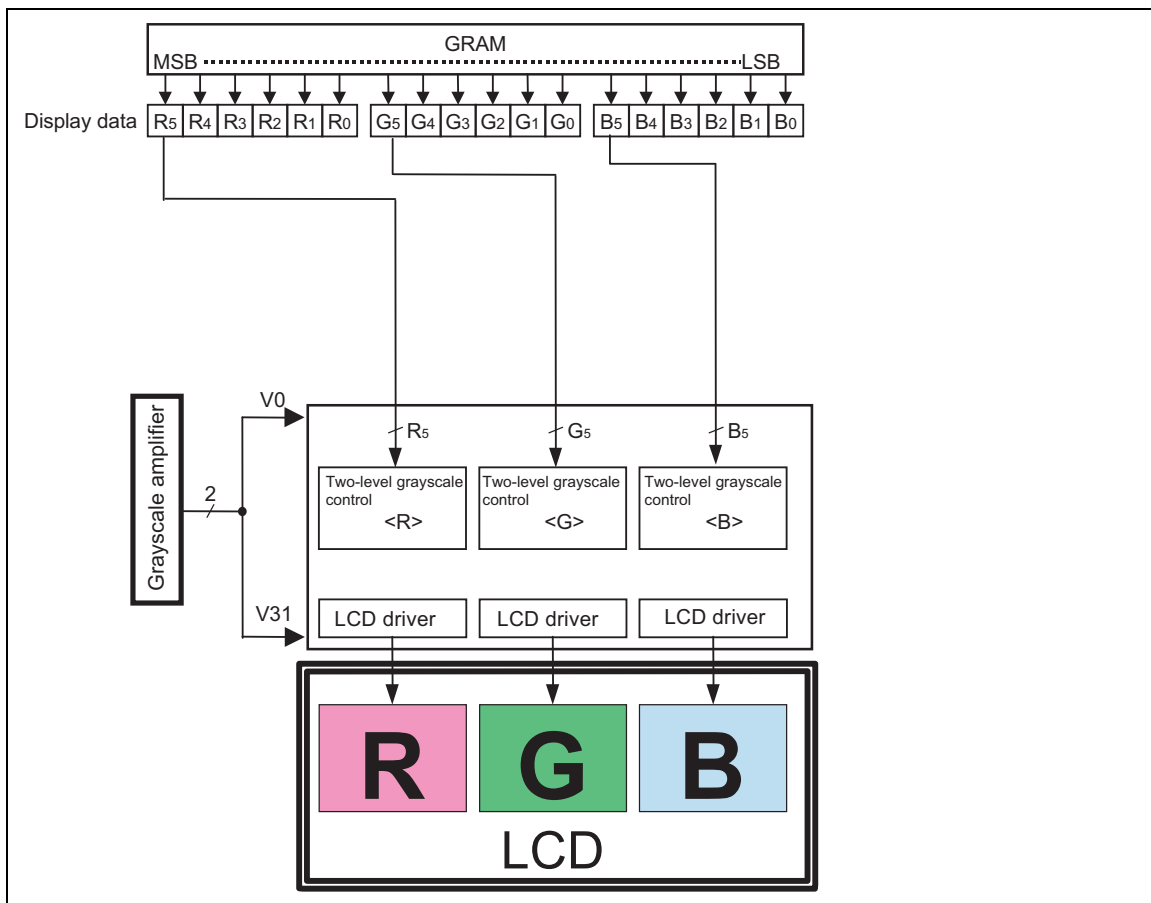 GRAM
MSB LSB
Display data R5 R4 R3 R2 R1 R0 G5 G4 G3 G2 G1 G0 B5 B4 B3 B2 B1 B0
Grayscale amplifier
2
V0
V31
R5 G5 B5
Two-level grayscale control <R>
Two-level grayscale control <G>
Two-level grayscale control <B>
LCD driver LCD driver LCD driver
R G B
LCD